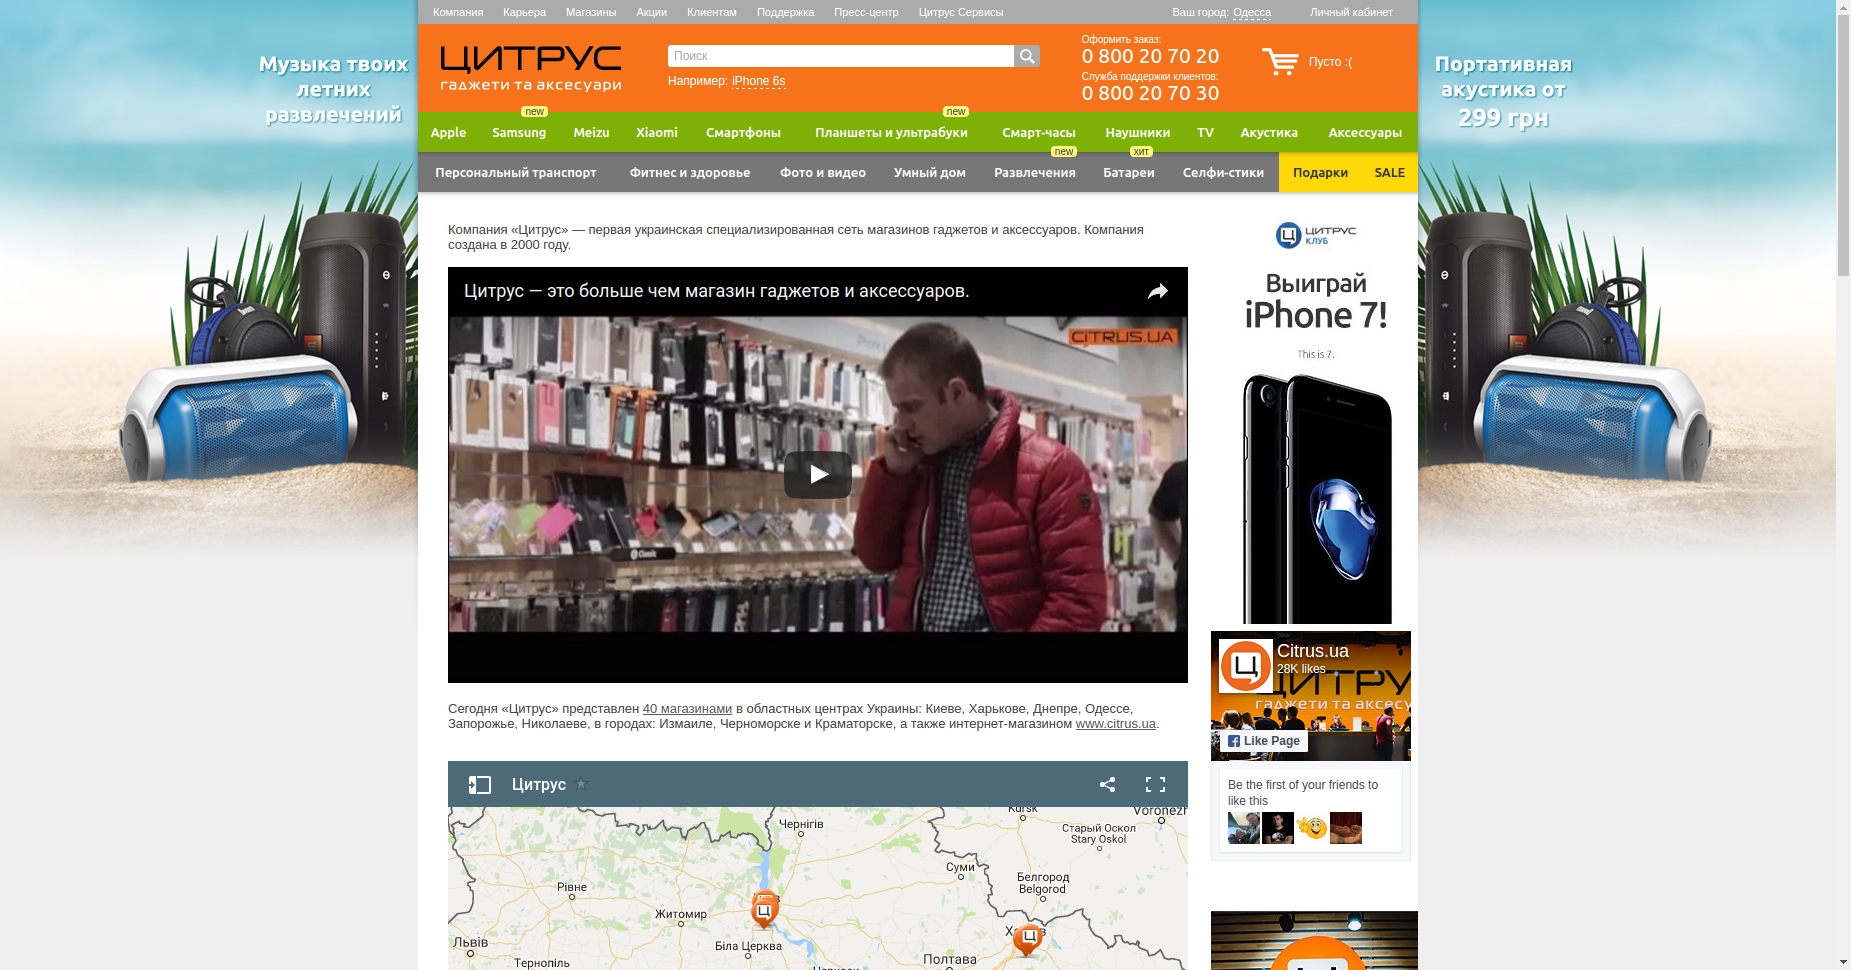 Компания Карьера Магазины Акции Клиентам Поддержка Пресс-центр Цитрус Сервисы Ваш город: Одесса Личный кабинет
Музыка твоих
летних
развлечений
ЦИТРУС
гаджети та аксесуари
Поиск
Например: iPhone 6s
Оформить заказ:
0 800 20 70 20
Служба поддержки клиентов:
0 800 20 70 30
Пусто :(
Портативная
акустика от
299 грн
new new
Apple Samsung Meizu Xiaomi Смартфоны Планшеты и ультрабуки Смарт-часы Наушники TV Акустика Аксессуары
new хит
Персональный транспорт Фитнес и здоровье Фото и видео Умный дом Развлечения Батареи Селфи-стики Подарки SALE
Компания «Цитрус» — первая украинская специализированная сеть магазинов гаджетов и аксессуаров. Компания
создана в 2000 году.
Цитрус — это больше чем магазин гаджетов и аксессуаров.
CITRUS.UA
Classic
Сегодня «Цитрус» представлен 40 магазинами в областных центрах Украины: Киеве, Харькове, Днепре, Одессе,
Запорожье, Николаеве, в городах: Измаиле, Черноморске и Краматорске, а также интернет-магазином www.citrus.ua.
Цитрус
Kursk
Voronezh
Чернігів
Старый Оскол
Stary Oskol
Суми
Белгород
Belgorod
Рівне
Житомир
Львів
Біла Церква
Полтава
Тернопіль
Черкаси
ЦИТРУС
КЛУБ
Выиграй
iPhone 7!
This is 7.
Citrus.ua
28K likes
ЦИТРУ
гаджети та аксесу
Like Page
Be the first of your friends to
like this